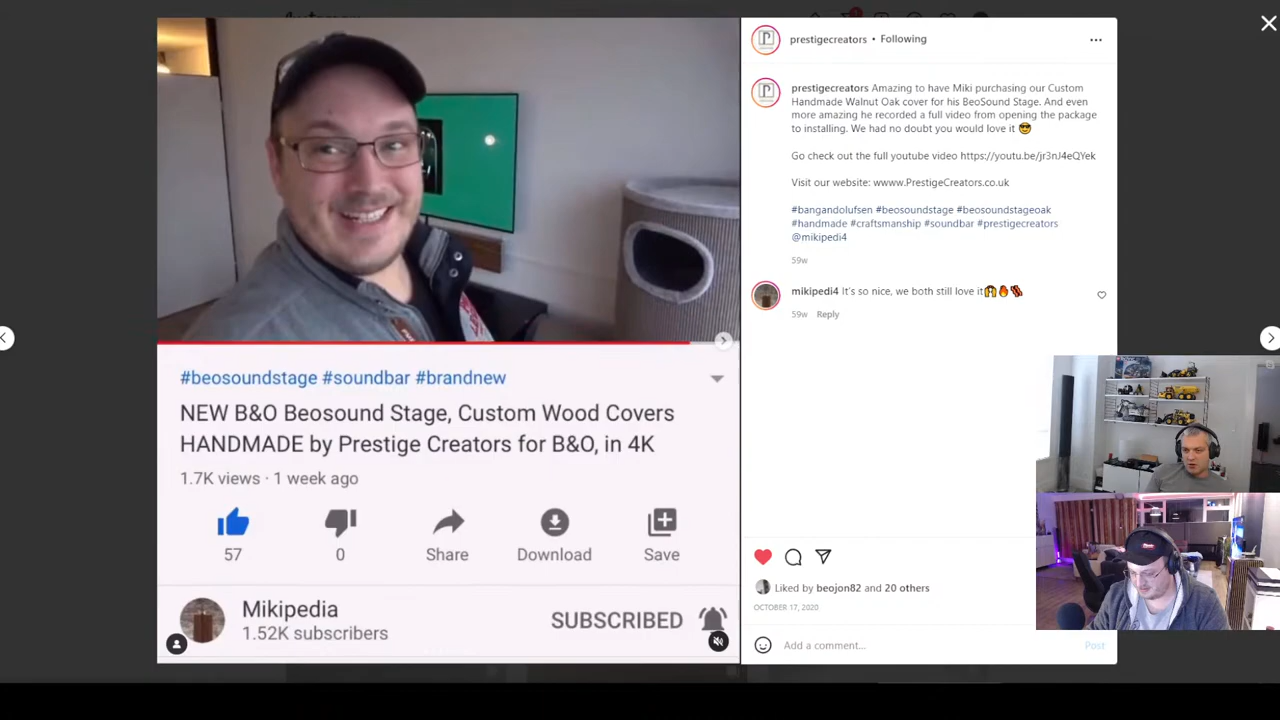 #beosoundstage #soundbar #brandnew
NEW B&O Beosound Stage, Custom Wood Covers
HANDMADE by Prestige Creators for B&O, in 4K
1.7K views · 1 week ago
57
0
Share
Download
Save
Mikipedia
1.52K subscribers
SUBSCRIBED
prestigecreators • Following
prestigecreators Amazing to have Miki purchasing our Custom
Handmade Walnut Oak cover for his BeoSound Stage. And even
more amazing he recorded a full video from opening the package
to installing. We had no doubt you would love it 😎
Go check out the full youtube video https://youtu.be/jr3nJ4eQYek
Visit our website: wwww.PrestigeCreators.co.uk
#bangandolufsen #beosoundstage #beosoundstageoak
#handmade #craftsmanship #soundbar #prestigecreators
@mikipedi4
59w
mikipedi4 It's so nice, we both still love it
59w Reply
Liked by beojon82 and 20 others
OCTOBER 17, 2020
Add a comment...
Post